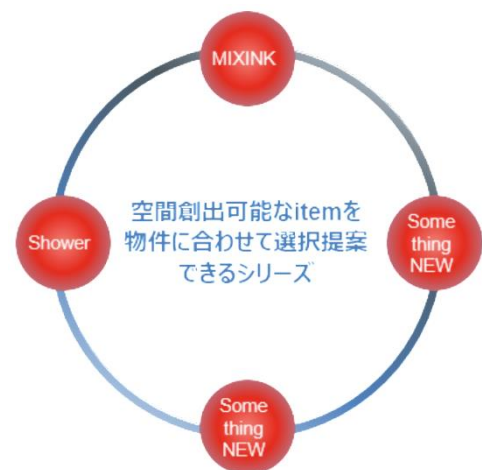 MIXINK
Shower
空間創出可能なitemを
物件に合わせて選択提案
できるシリーズ
Some
thing
NEW
Some
thing
NEW